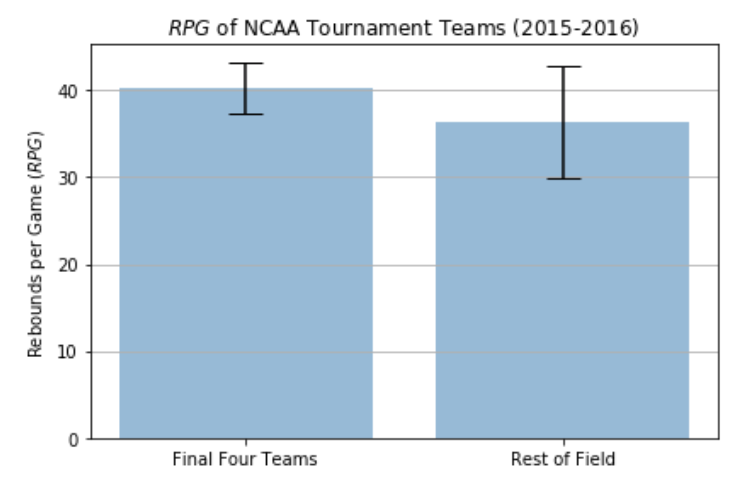 RPG of NCAA Tournament Teams (2015-2016)
Rebounds per Game (RPG)
40
30
20
10
0
Final Four Teams
Rest of Field